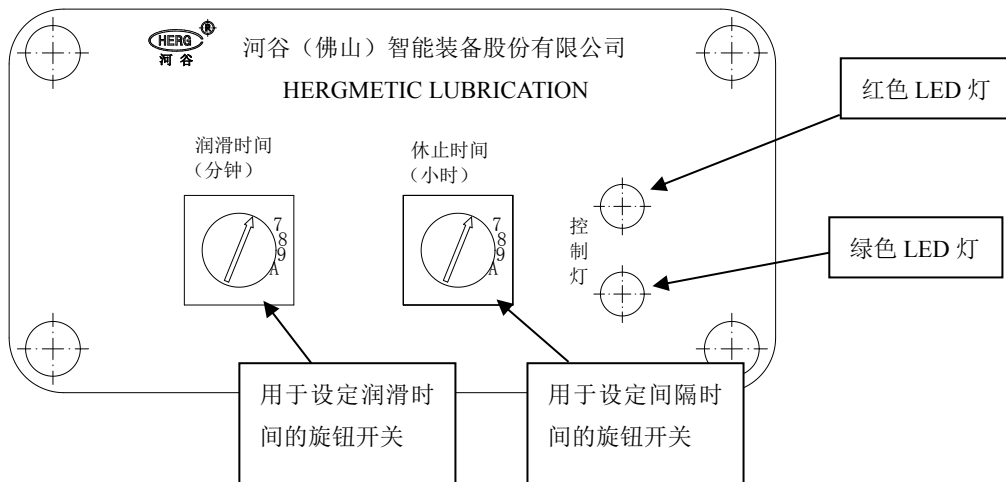 HERG ®
河谷
河谷（佛山）智能装备股份有限公司
HERGMETIC LUBRICATION
红色 LED 灯
润滑时间
（分钟）
休止时间
（小时）
7
8
9
A
7
8
9
A
控
制
灯
绿色 LED 灯
用于设定润滑时
间的旋钮开关
用于设定间隔时
间的旋钮开关